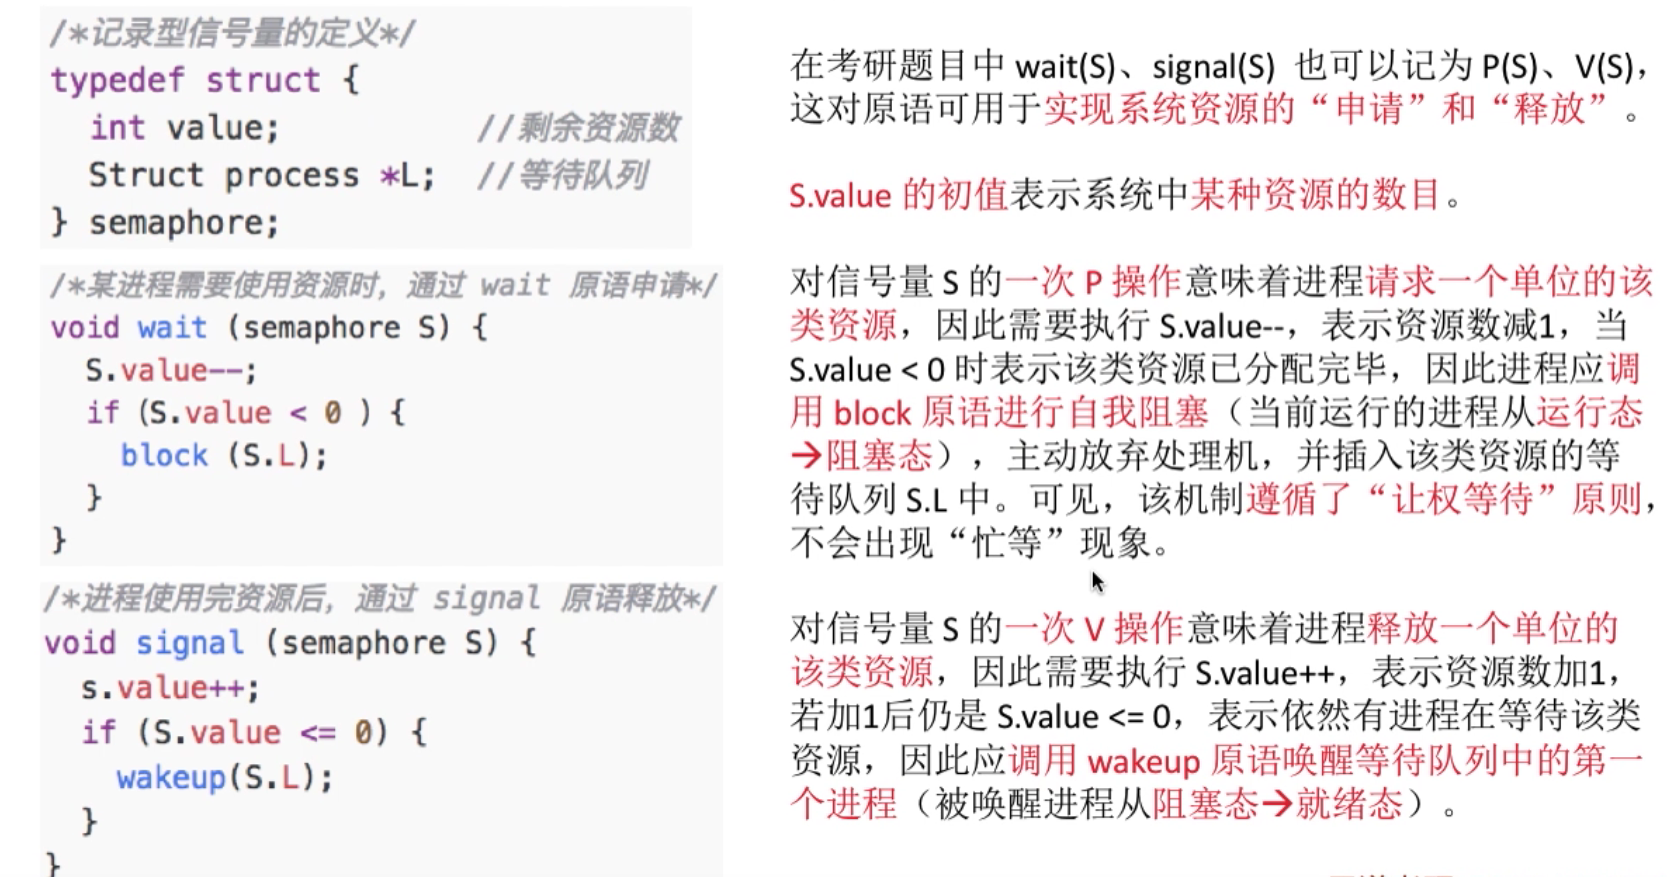 /*记录型信号量的定义*/
typedef struct {
int value; //剩余资源数
Struct process *L; //等待队列
} semaphore;
/*某进程需要使用资源时，通过 wait 原语申请*/
void wait (semaphore S) {
S.value--;
if (S.value < 0 ) {
block (S.L);
}
}
/*进程使用完资源后，通过 signal 原语释放*/
void signal (semaphore S) {
s.value++;
if (S.value <= 0) {
wakeup(S.L);
}
}
在考研题目中 wait(S)、signal(S) 也可以记为 P(S)、V(S)，
这对原语可用于实现系统资源的“申请”和“释放”。
S.value 的初值表示系统中某种资源的数目。
对信号量 S 的一次 P 操作意味着进程请求一个单位的该
类资源，因此需要执行 S.value--，表示资源数减1，当
S.value < 0 时表示该类资源已分配完毕，因此进程应调
用 block 原语进行自我阻塞（当前运行的进程从运行态
→阻塞态），主动放弃处理机，并插入该类资源的等
待队列 S.L 中。可见，该机制遵循了“让权等待”原则，
不会出现“忙等”现象。
对信号量 S 的一次 V 操作意味着进程释放一个单位的
该类资源，因此需要执行 S.value++，表示资源数加1，
若加1后仍是 S.value <= 0，表示依然有进程在等待该类
资源，因此应调用 wakeup 原语唤醒等待队列中的第一
个进程（被唤醒进程从阻塞态→就绪态）。